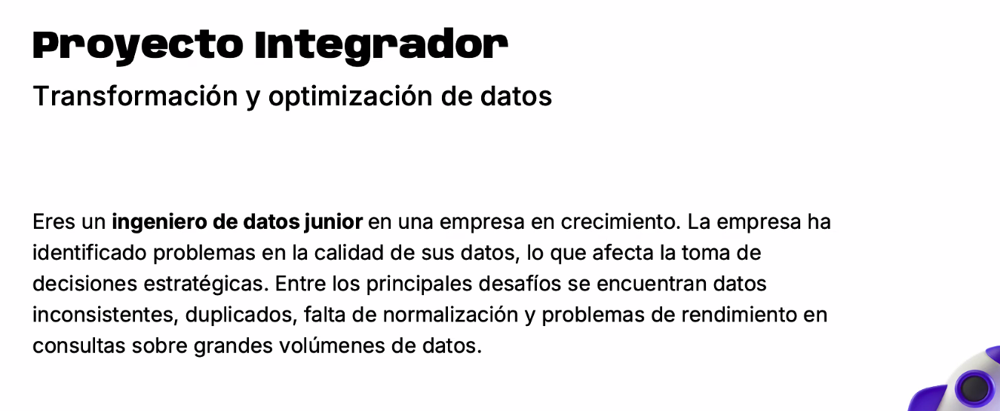 Proyecto Integrador
Transformación y optimización de datos
Eres un ingeniero de datos junior en una empresa en crecimiento. La empresa ha
identificado problemas en la calidad de sus datos, lo que afecta la toma de
decisiones estratégicas. Entre los principales desafíos se encuentran datos
inconsistentes, duplicados, falta de normalización y problemas de rendimiento en
consultas sobre grandes volúmenes de datos.